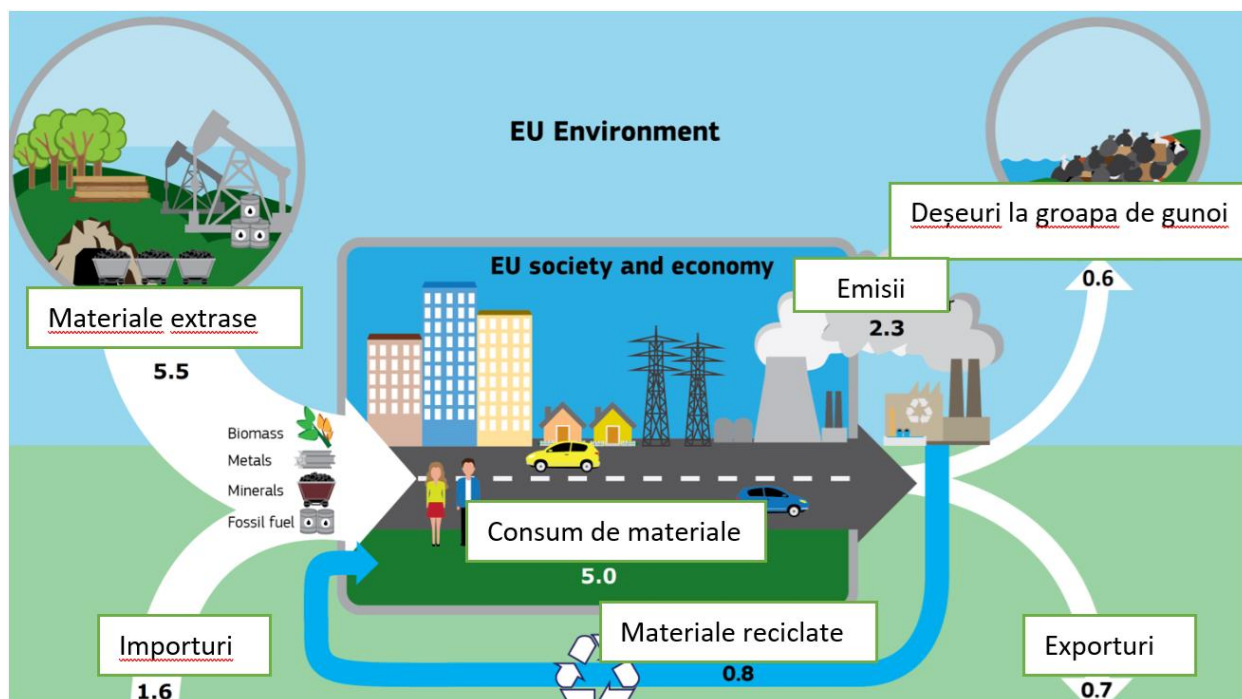 EU Environment
Deșeuri la groapa de gunoi
0.6
EU society and economy
Emisii
2.3
Materiale extrase
5.5
Biomass
Metals
Minerals
Fossil fuel
Consum de materiale
5.0
Importuri
1.6
Materiale reciclate
0.8
Exporturi
0.7